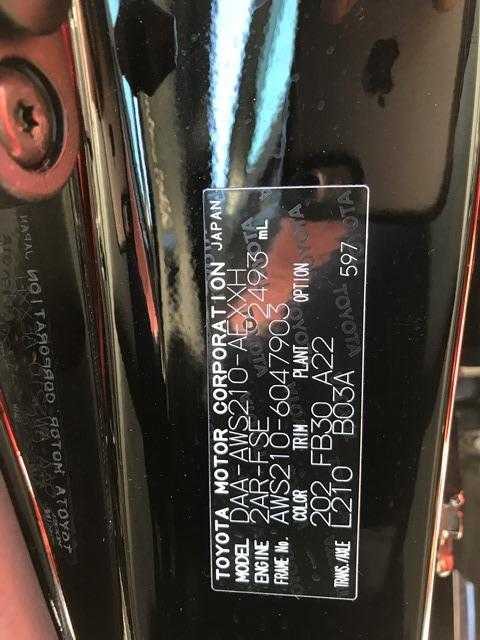 TOYOTA MOTOR CORPORATION JAPAN
MODEL DAA-AWS210-AEXXH
ENGINE 2AR-FSE 2493 mL
FRAME No. AWS210-6047903
COLOR TRIM PLANT OPTION
202 FB30 A22 597
TRANS./AXLE L210 B03A